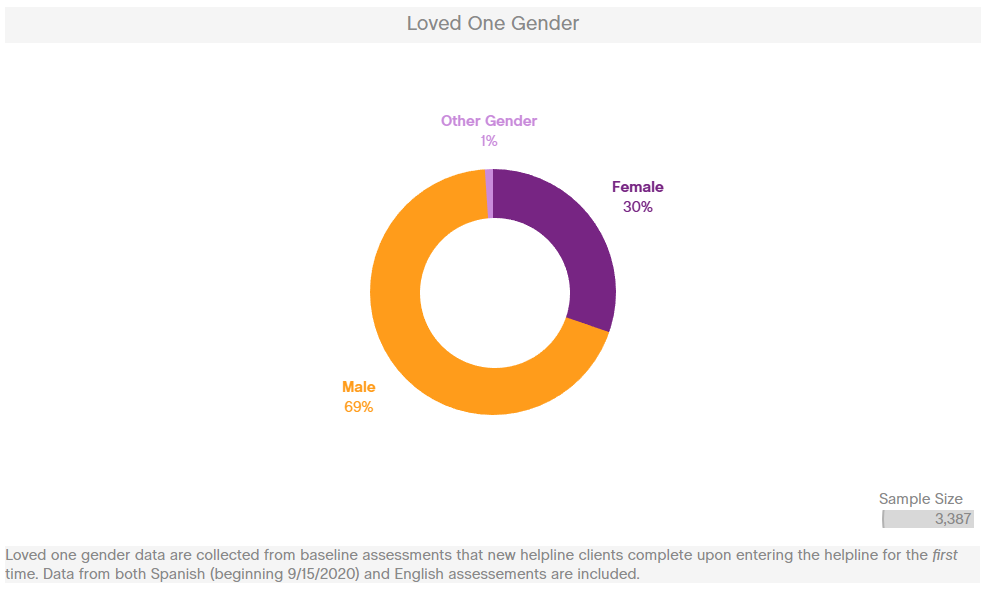 Loved One Gender
Other Gender
1%
Female
30%
Male
69%
Sample Size
3,387
Loved one gender data are collected from baseline assessments that new helpline clients complete upon entering the helpline for the first
time. Data from both Spanish (beginning 9/15/2020) and English assessements are included.